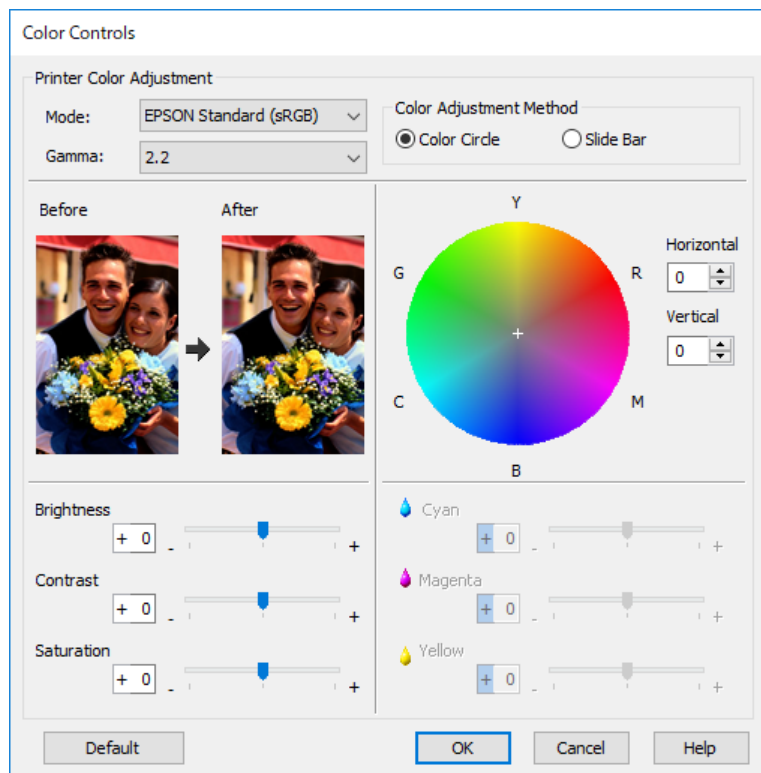 Color Controls
Printer Color Adjustment
Mode: EPSON Standard (sRGB)
Gamma: 2.2
Color Adjustment Method
Color Circle Slide Bar
Before After
Y
G R
C M
B
Horizontal
0
Vertical
0
Brightness
+ 0 - +
Contrast
+ 0 - +
Saturation
+ 0 - +
Cyan
+ 0 - +
Magenta
+ 0 - +
Yellow
+ 0 - +
Default OK Cancel Help